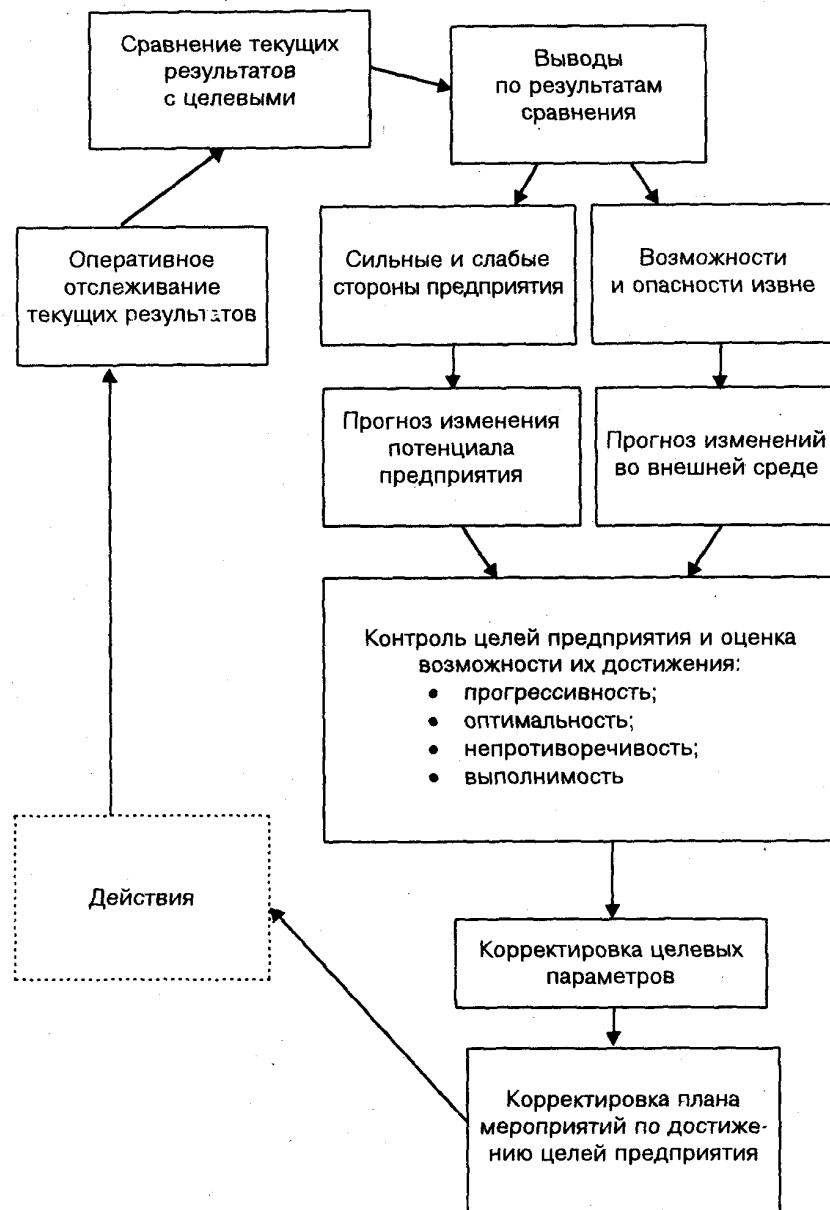 Сравнение текущих
результатов
с целевыми
Выводы
по результатам
сравнения
Оперативное
отслеживание
текущих результатов
Сильные и слабые
стороны предприятия
Возможности
и опасности извне
Прогноз изменения
потенциала
предприятия
Прогноз изменений
во внешней среде
Контроль целей предприятия и оценка
возможности их достижения:
• прогрессивность;
• оптимальность;
• непротиворечивость;
• выполнимость
Действия
Корректировка целевых
параметров
Корректировка плана
мероприятий по достиже-
нию целей предприятия